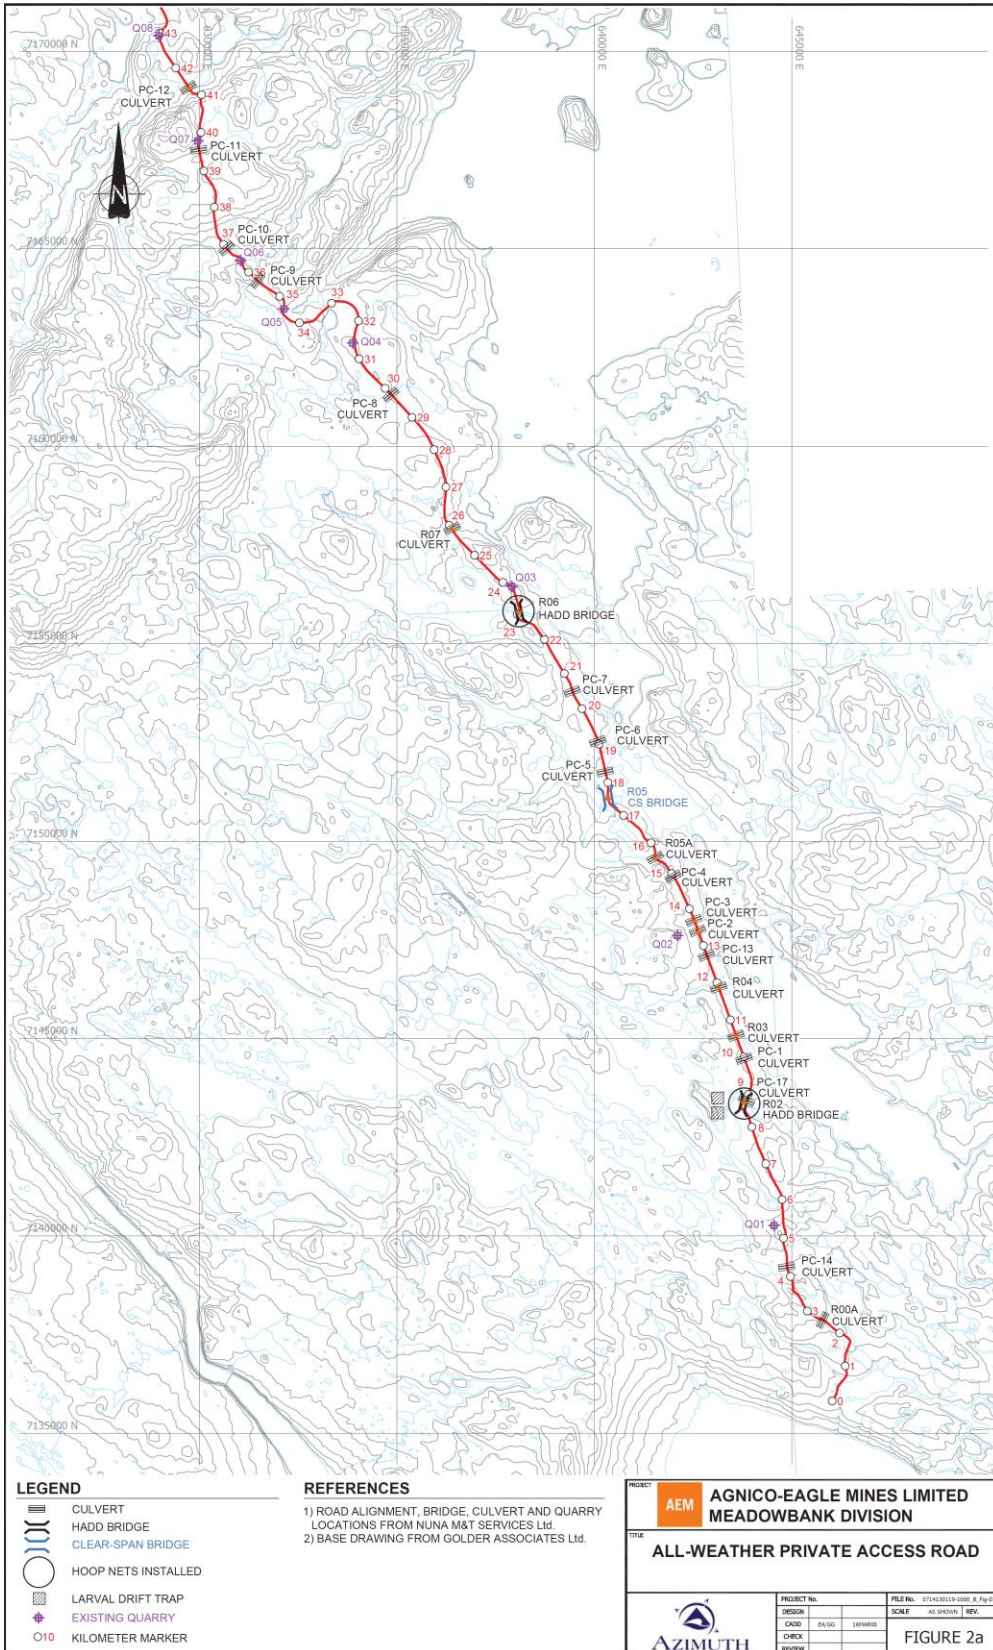 Q08
43
7170000 N
630000 E
635000 E
640000 E
645000 E
42
PC-12
CULVERT
41
40
Q07
PC-11
CULVERT
39
N
38
37
PC-10
CULVERT
7165000 N
Q06
36
PC-9
CULVERT
35
33
Q05
34
32
Q04
31
30
PC-8
CULVERT
29
28
7160000 N
27
26
R07
CULVERT
25
24
Q03
R06
HADD BRIDGE
23
22
7155000 N
21
PC-7
CULVERT
20
PC-6
CULVERT
19
PC-5
CULVERT
18
R05
CS BRIDGE
17
7150000 N
16
R05A
CULVERT
15
PC-4
CULVERT
14
PC-3
CULVERT
PC-2
CULVERT
Q02
13
PC-13
CULVERT
12
R04
CULVERT
11
R03
CULVERT
7145000 N
10
PC-1
CULVERT
9
PC-17
CULVERT
R02
HADD BRIDGE
8
7
6
Q01
7140000 N
5
PC-14
CULVERT
4
3
R00A
CULVERT
2
1
0
7135000 N
LEGEND
CULVERT
HADD BRIDGE
CLEAR-SPAN BRIDGE
HOOP NETS INSTALLED
LARVAL DRIFT TRAP
EXISTING QUARRY
10 KILOMETER MARKER
REFERENCES
1) ROAD ALIGNMENT, BRIDGE, CULVERT AND QUARRY
LOCATIONS FROM NUNA M&T SERVICES Ltd.
2) BASE DRAWING FROM GOLDER ASSOCIATES Ltd.
PROJECT
AEM
AGNICO-EAGLE MINES LIMITED
MEADOWBANK DIVISION
TITLE
ALL-WEATHER PRIVATE ACCESS ROAD
AZIMUTH
PROJECT No.
FILE No.
DESIGN
SCALE AS SHOWN REV.
CADD EA/GG 16MAR08
CHECK
REVIEW
FIGURE 2a